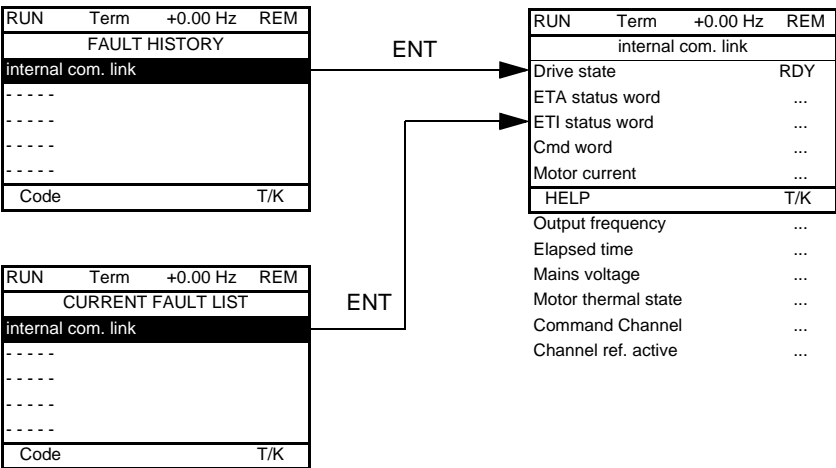 RUN Term +0.00 Hz REM
FAULT HISTORY
internal com. link
- - - - -
- - - - -
- - - - -
- - - - -
Code T/K
ENT
RUN Term +0.00 Hz REM
CURRENT FAULT LIST
internal com. link
- - - - -
- - - - -
- - - - -
- - - - -
Code T/K
ENT
RUN Term +0.00 Hz REM
internal com. link
Drive state RDY
ETA status word ...
ETI status word ...
Cmd word ...
Motor current ...
HELP T/K
Output frequency ...
Elapsed time ...
Mains voltage ...
Motor thermal state ...
Command Channel ...
Channel ref. active ...